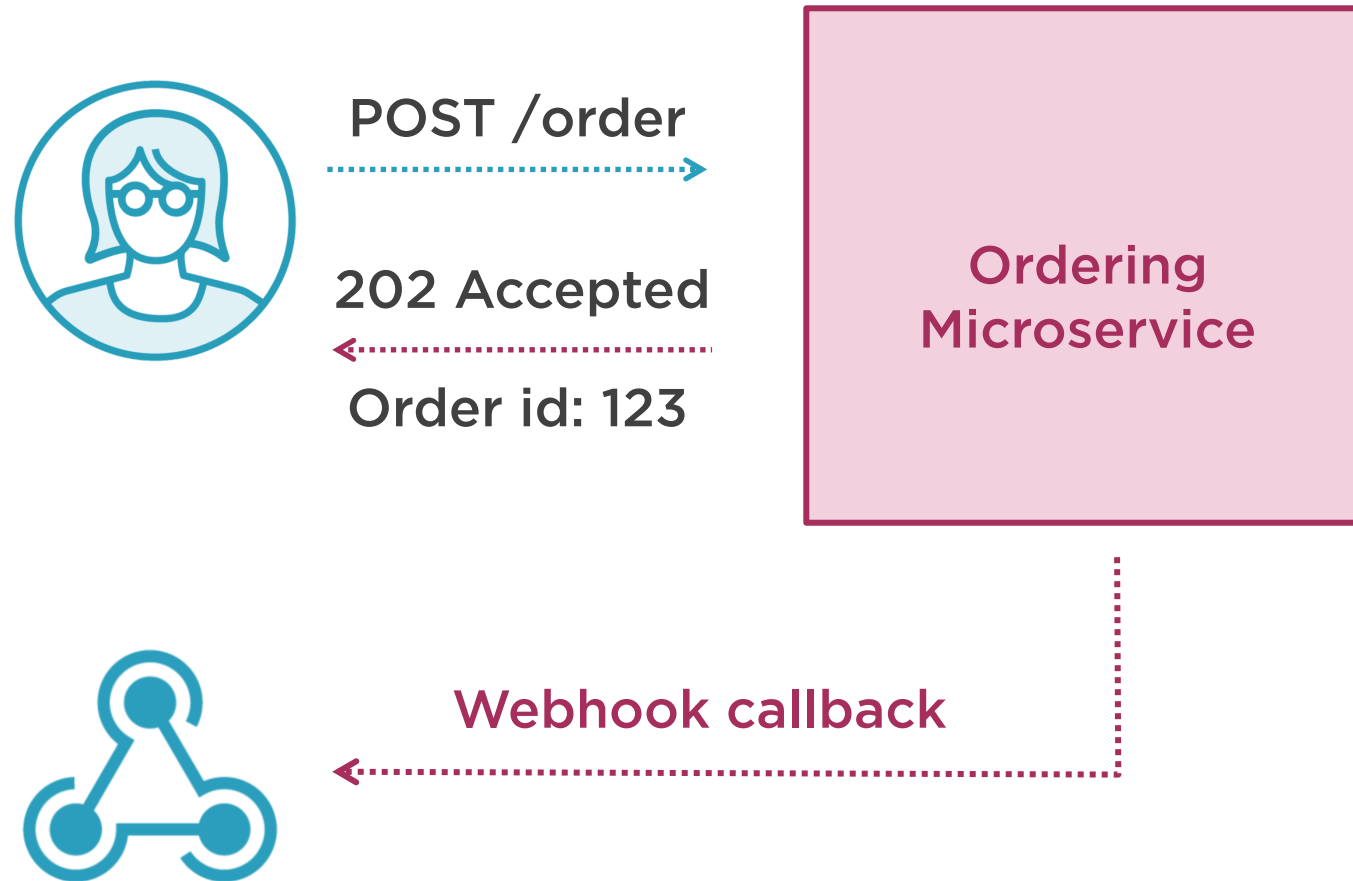 POST /order
202 Accepted
Order id: 123
Ordering
Microservice
Webhook callback